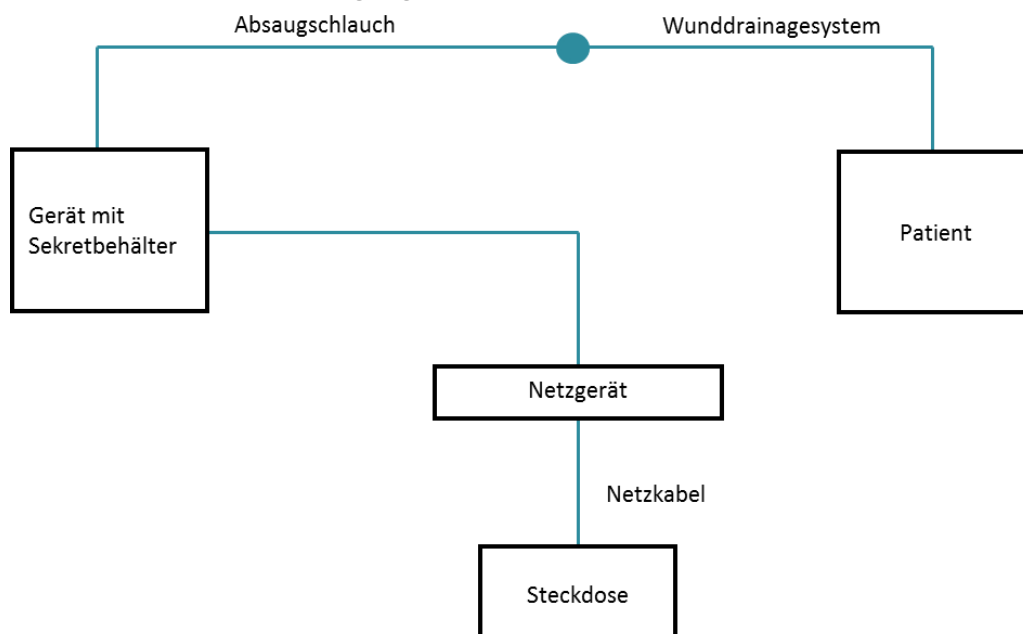 Absaugschlauch
Wunddrainagesystem
Gerät mit
Sekretbehälter
Patient
Netzgerät
Netzkabel
Steckdose